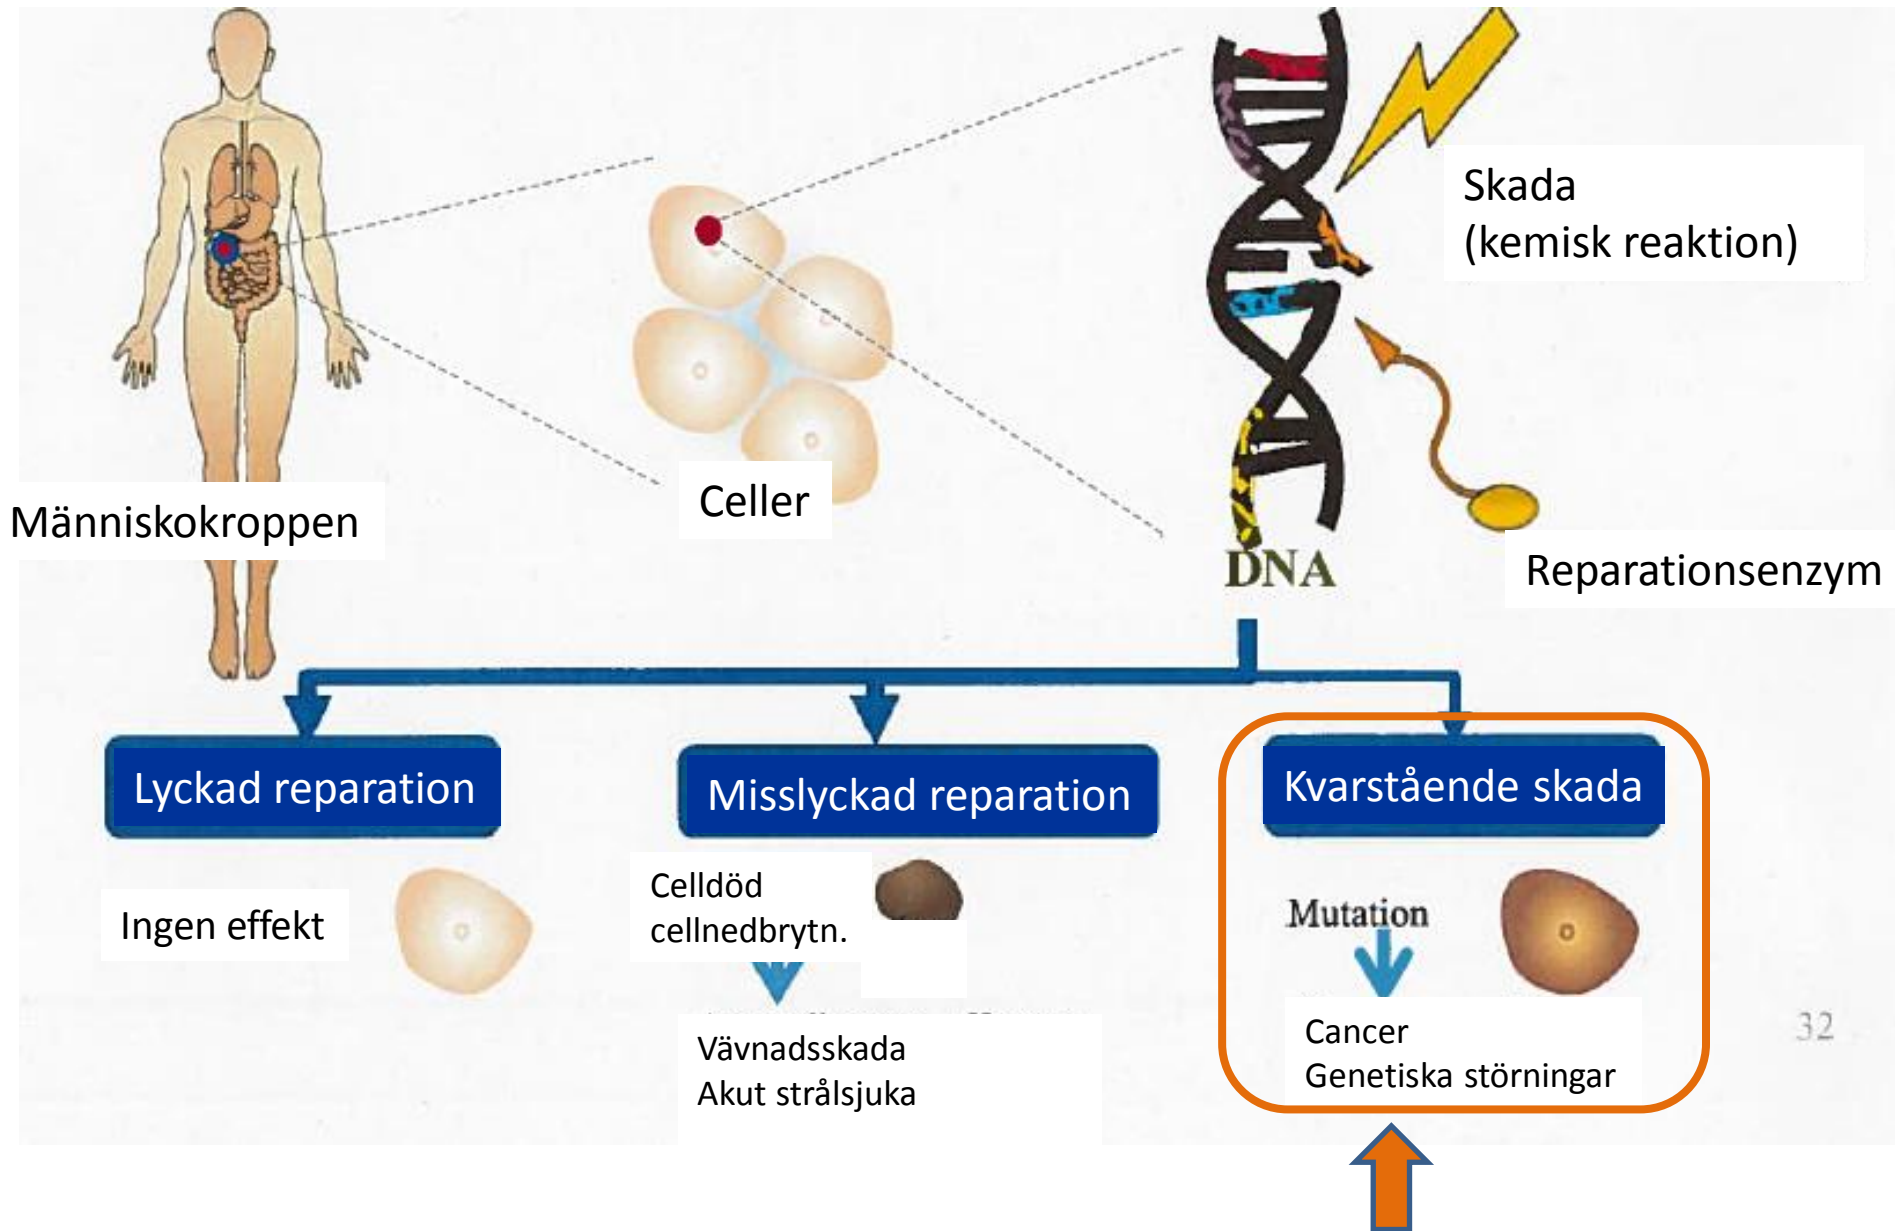 Skada
(kemisk reaktion)
Människokroppen
Celler
DNA
Reparationsenzym
Lyckad reparation
Misslyckad reparation
Kvarstående skada
Ingen effekt
Celldöd
cellnedbrytn.
Mutation
Vävnadsskada
Akut strålsjuka
Cancer
Genetiska störningar
32